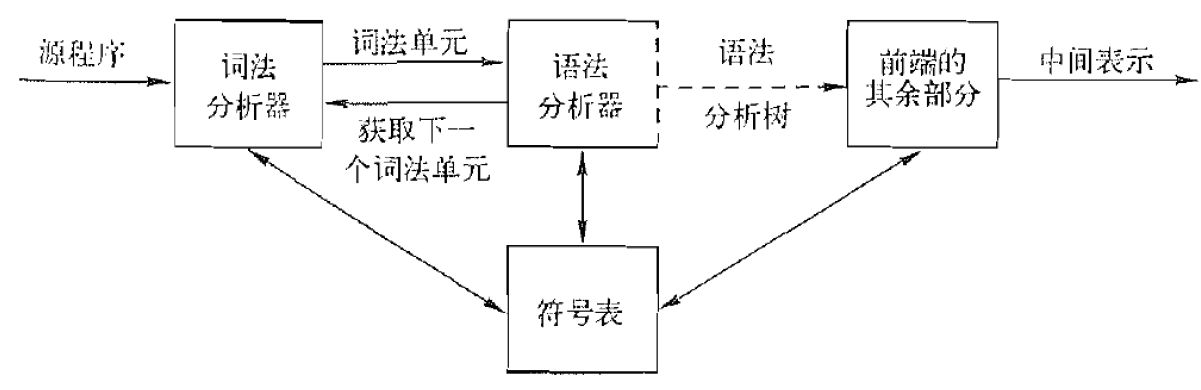 源程序
词法
分析器
词法单元
获取下一
个词法单元
语法
分析器
语法
分析树
前端的
其余部分
中间表示
符号表